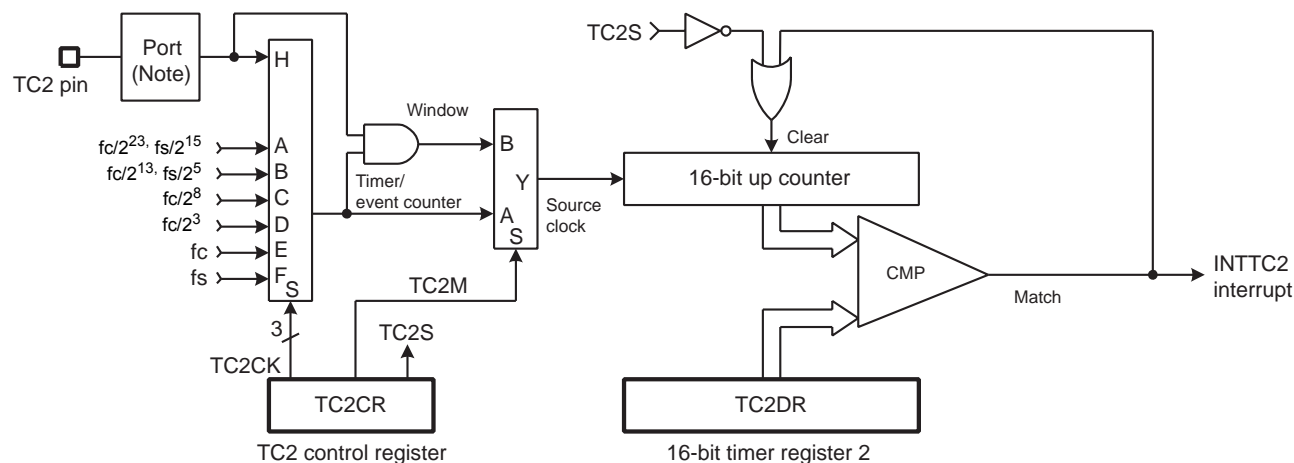 TC2 pin
Port
(Note)
H
fc/2^23, fs/2^15
fc/2^13, fs/2^5
fc/2^8
fc/2^3
fc
fs
A
B
C
D
E
F
S
3
TC2CK
Window
Timer/
event counter
B
Y
A
S
Source
clock
TC2M
TC2S
TC2CR
TC2 control register
TC2S
Clear
16-bit up counter
CMP
Match
INTTC2
interrupt
TC2DR
16-bit timer register 2